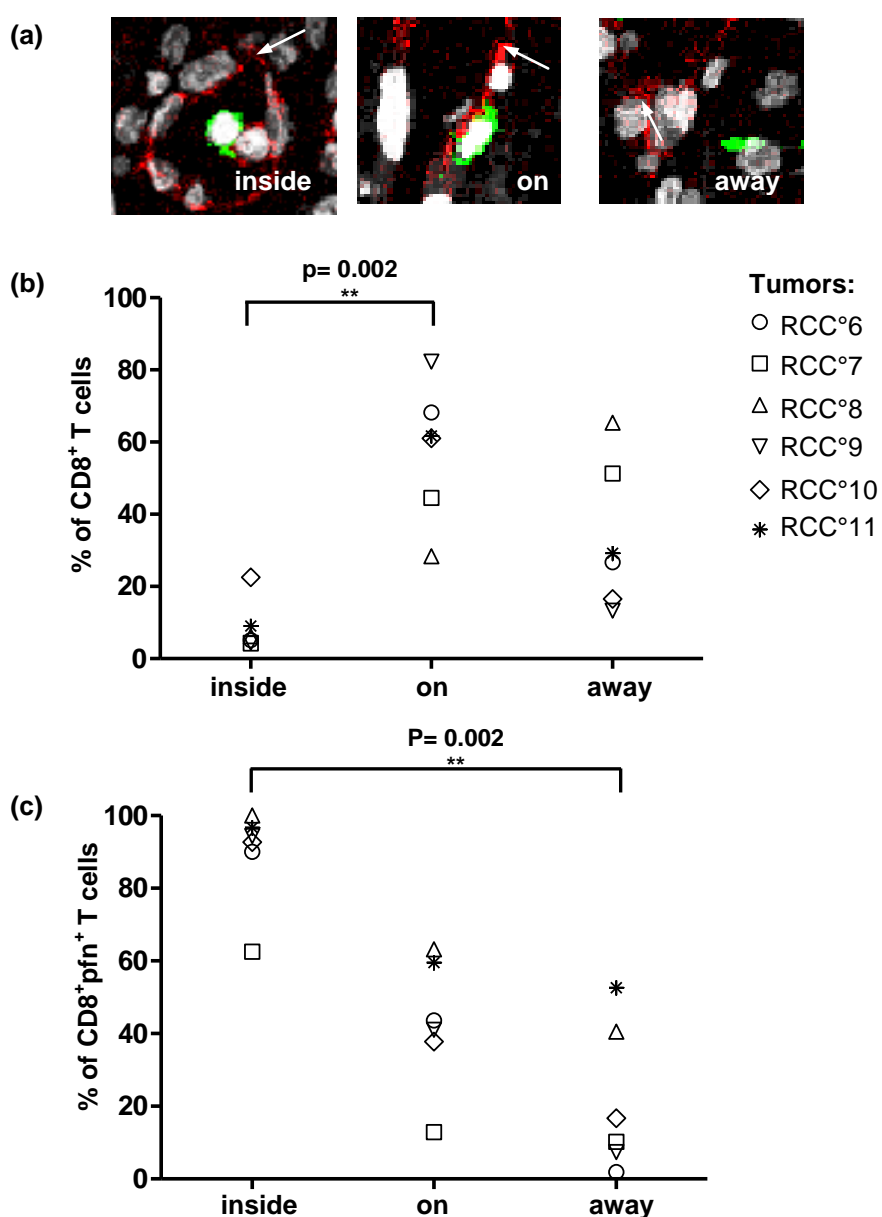 (a)
inside
on
away
(b)
p= 0.002
**
% of CD8⁺ T cells
100
80
60
40
20
0
inside
on
away
Tumors:
RCC°6
RCC°7
RCC°8
RCC°9
RCC°10
RCC°11
(c)
P= 0.002
**
% of CD8⁺pfn⁺ T cells
100
80
60
40
20
0
inside
on
away